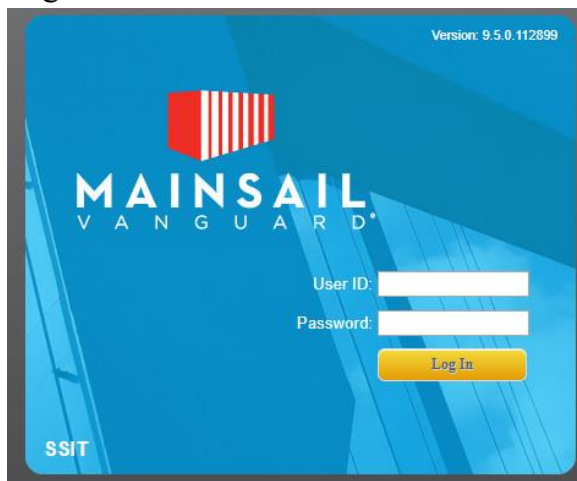 Version: 9.5.0.112899
MAINSAIL
VANGUARD®
User ID:
Password:
Log In
SSIT